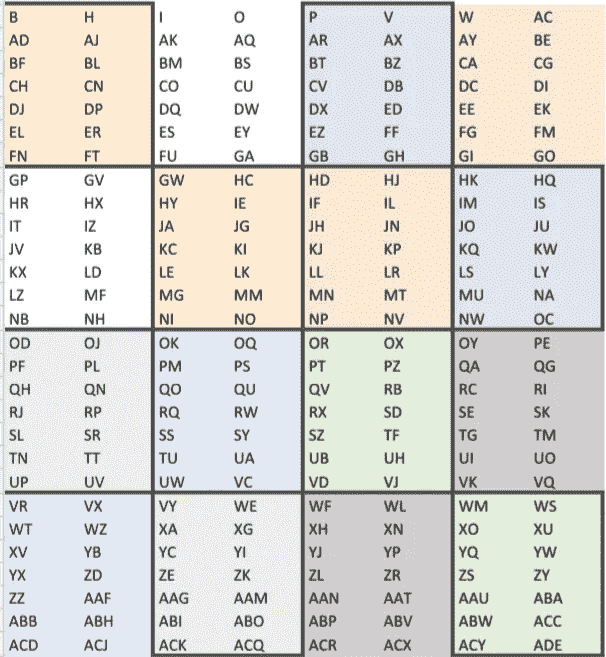 B H I O P V W AC
AD AJ AK AQ AR AX AY BE
BF BL BM BS BT BZ CA CG
CH CN CO CU CV DB DC DI
DJ DP DQ DW DX ED EE EK
EL ER ES EY EZ FF FG FM
FN FT FU GA GB GH GI GO
GP GV GW HC HD HJ HK HQ
HR HX HY IE IF IL IM IS
IT IZ JA JG JH JN JO JU
JV KB KC KI KJ KP KQ KW
KX LD LE LK LL LR LS LY
LZ MF MG MM MN MT MU NA
NB NH NI NO NP NV NW OC
OD OJ OK OQ OR OX OY PE
PF PL PM PS PT PZ QA QG
QH QN QO QU QV RB RC RI
RJ RP RQ RW RX SD SE SK
SL SR SS SY SZ TF TG TM
TN TT TU UA UB UH UI UO
UP UV UW VC VD VJ VK VQ
VR VX VY WE WF WL WM WS
WT WZ XA XG XH XN XO XU
XV YB YC YI YJ YP YQ YW
YX ZD ZE ZK ZL ZR ZS ZY
ZZ AAF AAG AAM AAN AAT AAU ABA
ABB ABH ABI ABO ABP ABV ABW ACC
ACD ACJ ACK ACQ ACR ACX ACY ADE